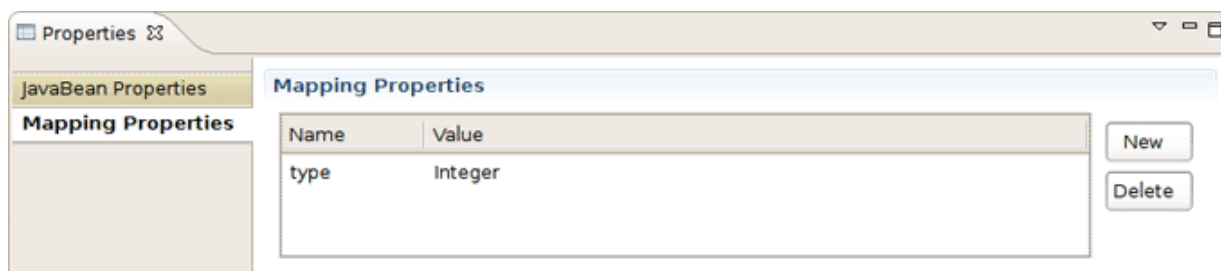 Properties
JavaBean Properties
Mapping Properties
Mapping Properties
Name Value
type Integer
New
Delete